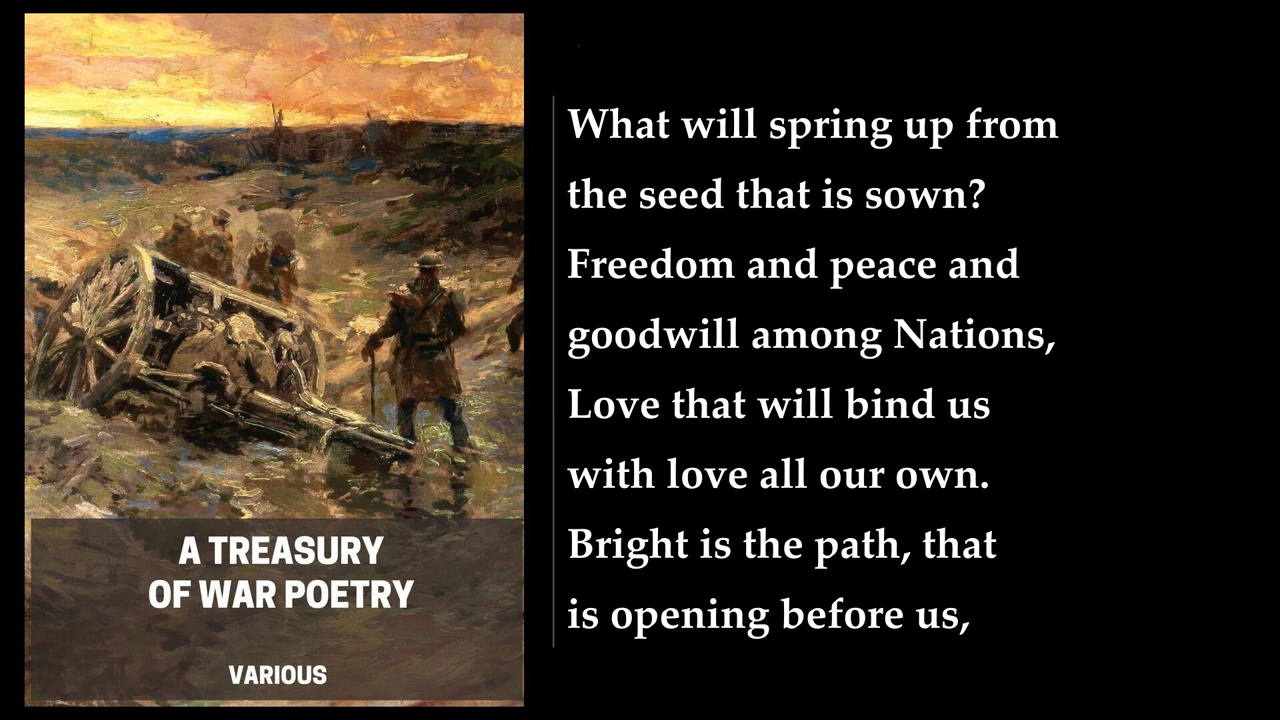 A TREASURY
OF WAR POETRY
VARIOUS
What will spring up from
the seed that is sown?
Freedom and peace and
goodwill among Nations,
Love that will bind us
with love all our own.
Bright is the path, that
is opening before us,